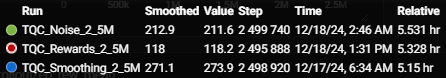 Run Smoothed Value Step Time Relative
TQC_Noise_2_5M 212.9 211.6 2 499 740 12/18/24, 2:46 AM 5.531 hr
TQC_Rewards_2_5M 118 118.2 2 495 888 12/18/24, 1:31 PM 5.328 hr
TQC_Smoothing_2_5M 271.1 273.9 2 498 920 12/17/24, 6:34 AM 5.15 hr